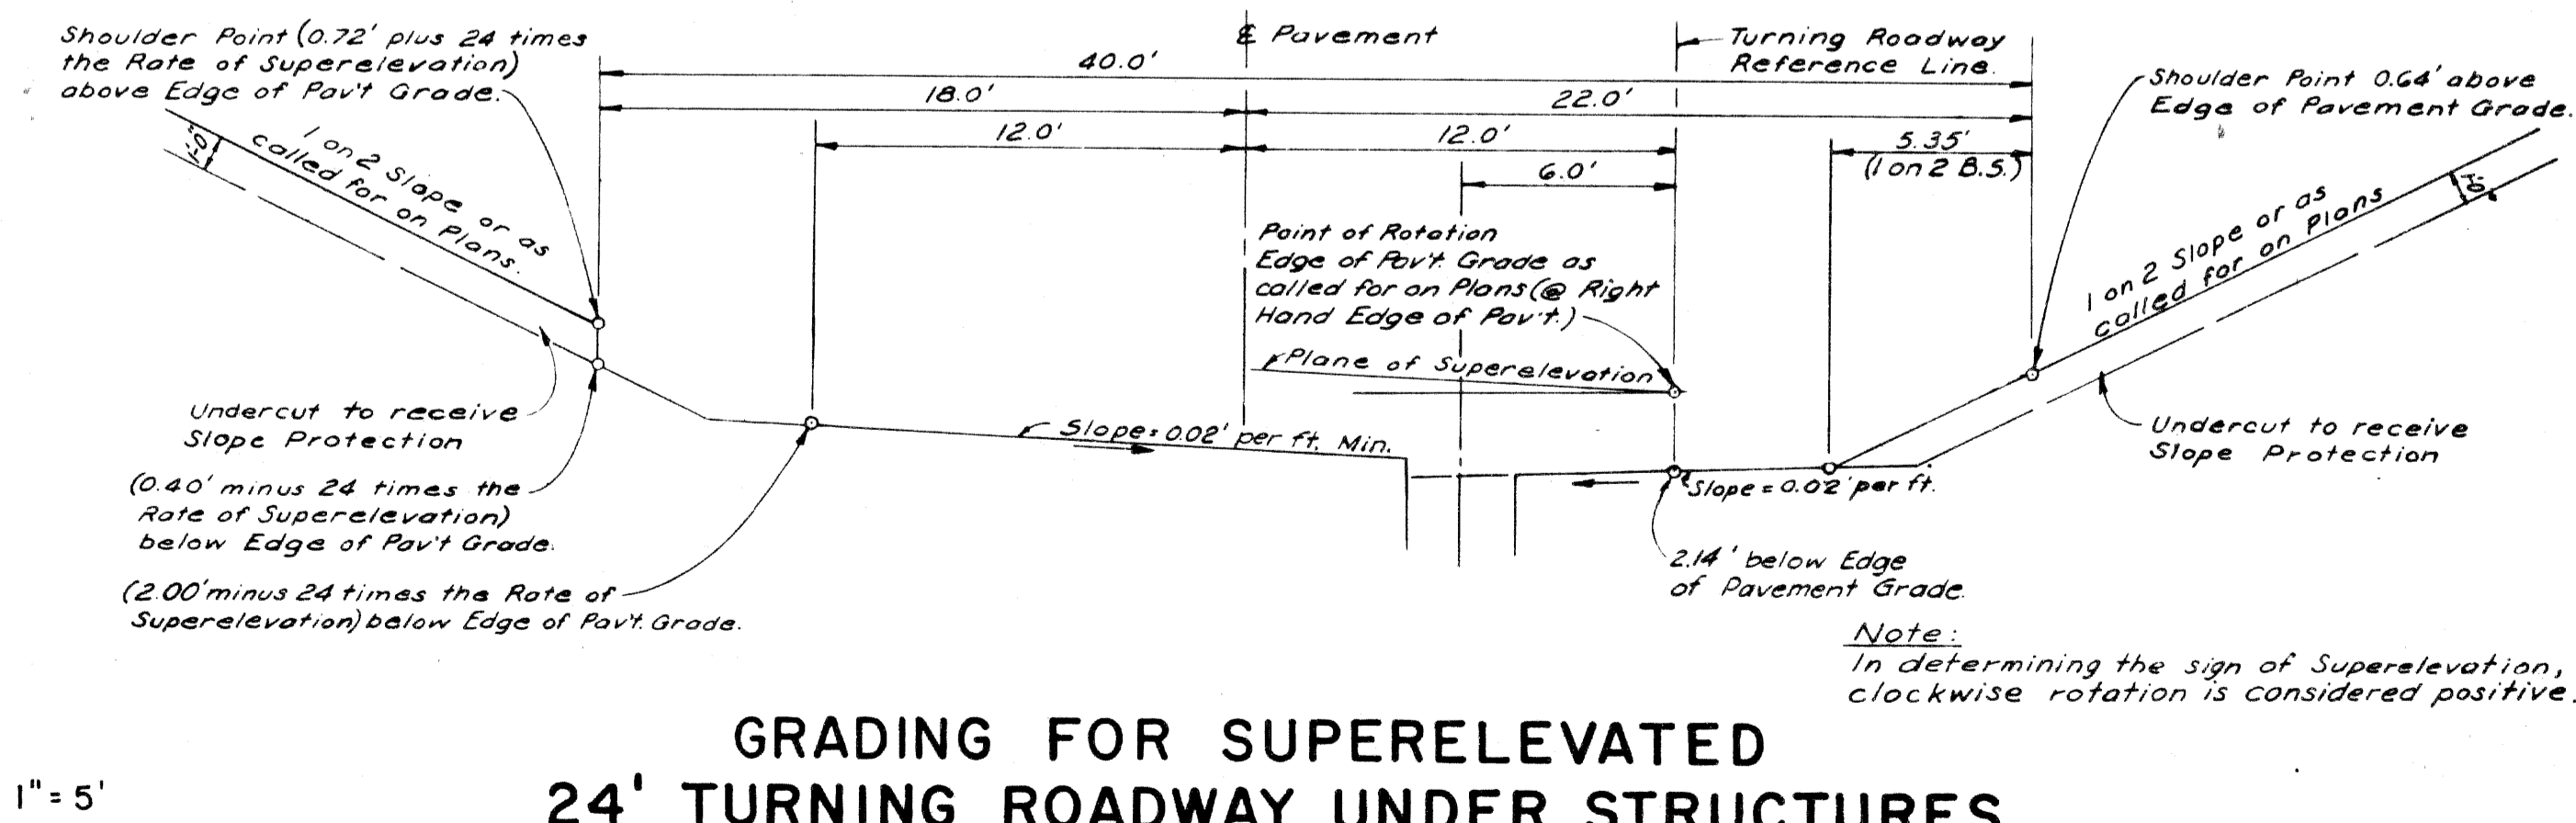 Shoulder Point (0.72' plus 24 times
the Rate of Superelevation)
above Edge of Pav't Grade.
℄ Pavement
Turning Roadway
Reference Line.
40.0'
18.0'
22.0'
12.0'
12.0'
6.0'
5.35'
(1 on 2 B.S.)
Shoulder Point 0.64' above
Edge of Pavement Grade.
1 on 2 Slope or as
called for on Plans.
1 on 2 Slope or as
called for on Plans
Point of Rotation
Edge of Pav't. Grade as
called for on Plans (@ Right
Hand Edge of Pav't.)
Plane of Superelevation
Undercut to receive
Slope Protection
Slope = 0.02' per ft. Min.
Slope = 0.02' per ft.
Undercut to receive
Slope Protection
(0.40' minus 24 times the
Rate of Superelevation)
below Edge of Pav't Grade.
(2.00' minus 24 times the Rate of
Superelevation) below Edge of Pav't. Grade.
2.14' below Edge
of Pavement Grade.
Note:
In determining the sign of Superelevation,
clockwise rotation is considered positive.
GRADING FOR SUPERELEVATED
24' TURNING ROADWAY UNDER STRUCTURES
1" = 5'